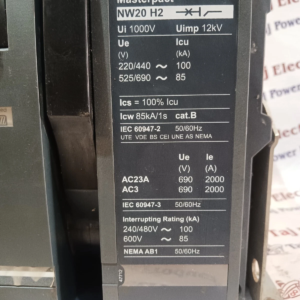 Masterpact
NW20 H2
Ui 1000V Uimp 12kV
Ue Icu
(V) (kA)
220/440 ~ 100
525/690 ~ 85
Ics = 100% Icu
Icw 85kA/1s cat.B
IEC 60947-2 50/60Hz
UTE VDE BS CEI UNE AS NEMA
Ue Ie
(V) (A)
AC23A 690 2000
AC3 690 2000
IEC 60947-3 50/60Hz
Interrupting Rating (kA)
240/480V ~ 100
600V ~ 85
NEMA AB1 50/60Hz